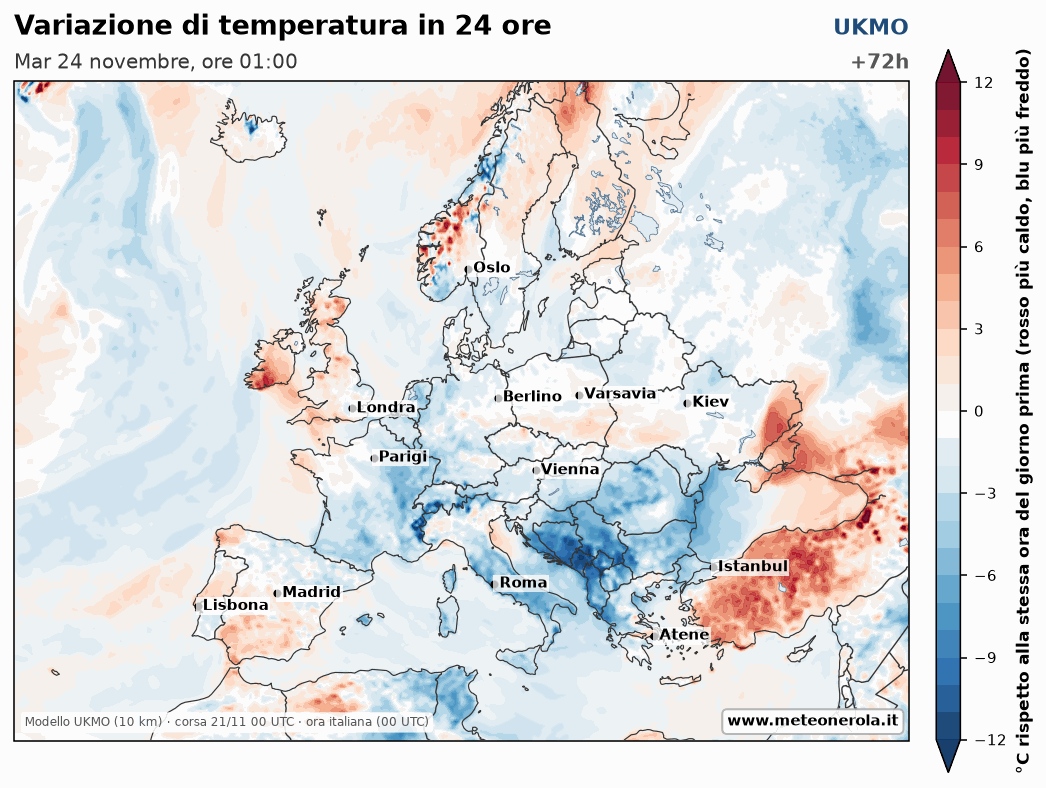 Variazione di temperatura in 24 ore
UKMO
Mar 24 novembre, ore 01:00
+72h
Oslo
Londra
Berlino
Varsavia
Kiev
Parigi
Vienna
Istanbul
Roma
Madrid
Lisbona
Atene
Modello UKMO (10 km) · corsa 21/11 00 UTC · ora italiana (00 UTC)
www.meteonerola.it
12
9
6
3
0
−3
−6
−9
−12
°C rispetto alla stessa ora del giorno prima (rosso più caldo, blu più freddo)